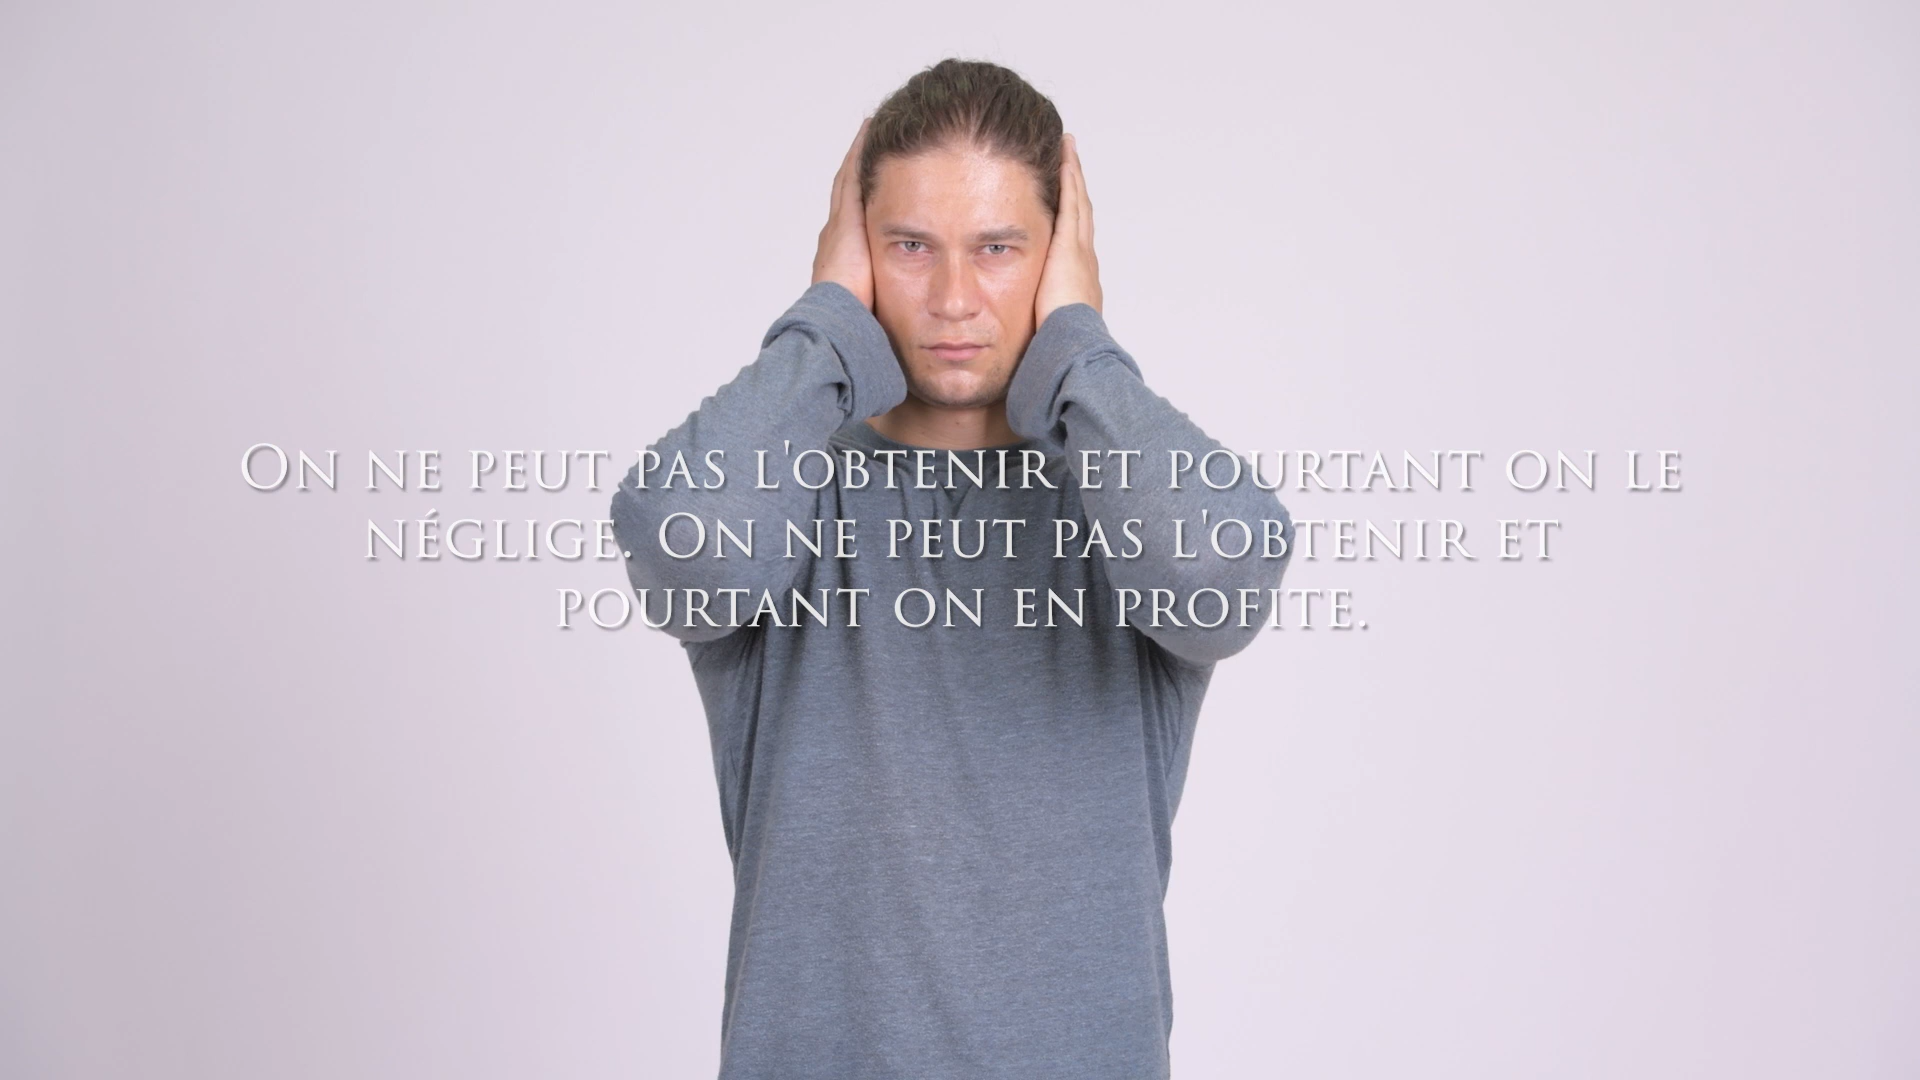 On ne peut pas l'obtenir et pourtant on le
néglige. On ne peut pas l'obtenir et
pourtant on en profite.